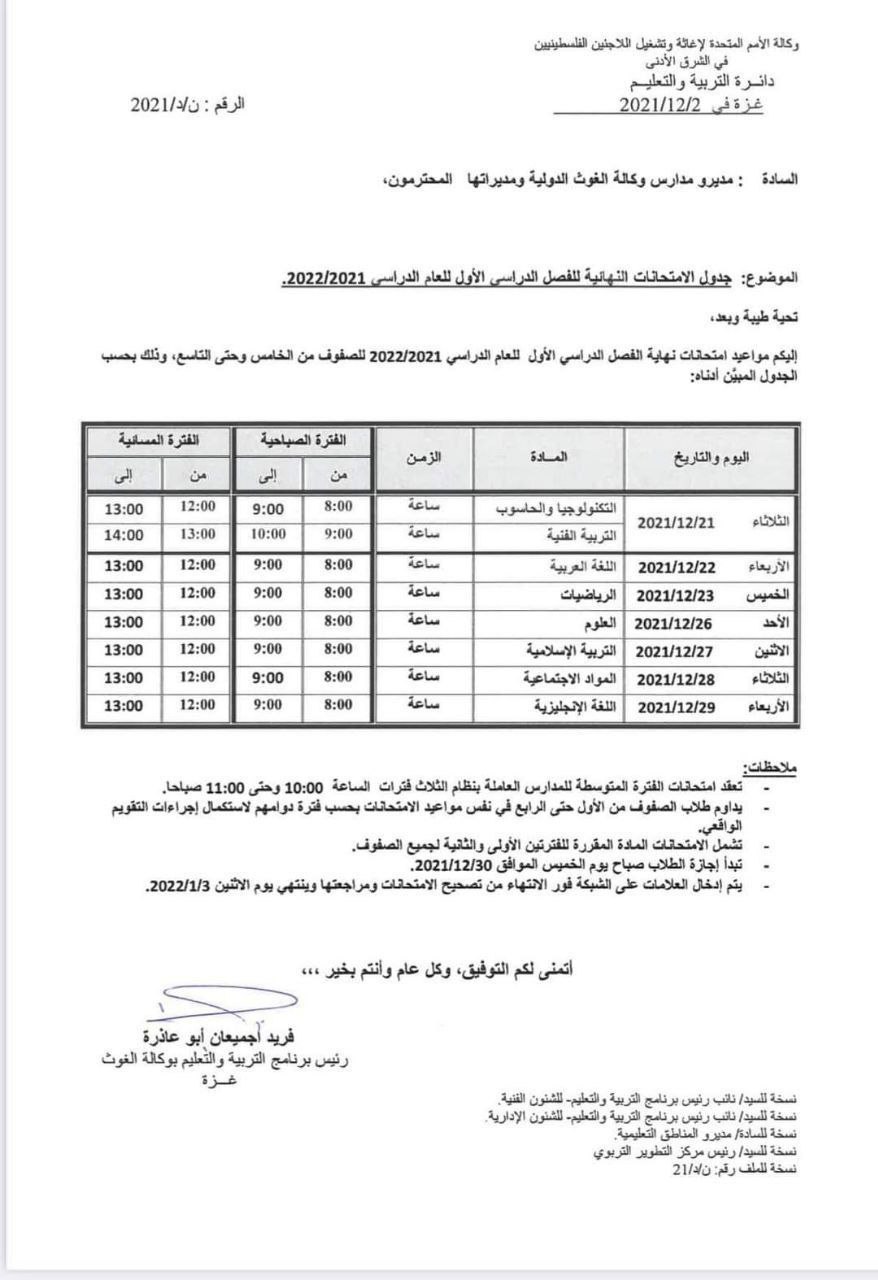 وكالة الأمم المتحدة لإغاثة وتشغيل اللاجئين الفلسطينيين
في الشرق الأدنى
دائـرة التربية والتعليـم
غـزة في 2021/12/2
الرقم : ن/د/2021
السادة : مديرو مدارس وكالة الغوث الدولية ومديراتها المحترمون،
الموضوع: جدول الامتحانات النهائية للفصل الدراسي الأول للعام الدراسي 2022/2021.
تحية طيبة وبعد،
إليكم مواعيد امتحانات نهاية الفصل الدراسي الأول للعام الدراسي 2022/2021 للصفوف من الخامس وحتى التاسع، وذلك بحسب
الجدول المبيَّن أدناه:
اليوم والتاريخ المـادة الزمـن الفترة الصباحية الفترة المسائية
من إلى من إلى
الثلاثاء 2021/12/21 التكنولوجيا والحاسوب ساعة 8:00 9:00 12:00 13:00
التربية الفنية ساعة 9:00 10:00 13:00 14:00
الأربعاء 2021/12/22 اللغة العربية ساعة 8:00 9:00 12:00 13:00
الخميس 2021/12/23 الرياضيات ساعة 8:00 9:00 12:00 13:00
الأحد 2021/12/26 العلوم ساعة 8:00 9:00 12:00 13:00
الاثنين 2021/12/27 التربية الإسلامية ساعة 8:00 9:00 12:00 13:00
الثلاثاء 2021/12/28 المواد الاجتماعية ساعة 8:00 9:00 12:00 13:00
الأربعاء 2021/12/29 اللغة الإنجليزية ساعة 8:00 9:00 12:00 13:00
ملاحظات:
- تعقد امتحانات الفترة المتوسطة للمدارس العاملة بنظام الثلاث فترات الساعة 10:00 وحتى 11:00 صباحا.
- يداوم طلاب الصفوف من الأول حتى الرابع في نفس مواعيد الامتحانات بحسب فترة دوامهم لاستكمال إجراءات التقويم
الواقعي.
- تشمل الامتحانات المادة المقررة للفترتين الأولى والثانية لجميع الصفوف.
- تبدأ إجازة الطلاب صباح يوم الخميس الموافق 2021/12/30.
- يتم إدخال العلامات على الشبكة فور الانتهاء من تصحيح الامتحانات ومراجعتها وينتهي يوم الاثنين 2022/1/3.
أتمنى لكم التوفيق، وكل عام وأنتم بخير ،،،
فريد اجميعان أبو عاذرة
رئيس برنامج التربية والتعليم بوكالة الغوث
غـزة
نسخة للسيد/ نائب رئيس برنامج التربية والتعليم- للشئون الفنية.
نسخة للسيد/ نائب رئيس برنامج التربية والتعليم- للشئون الإدارية.
نسخة للسادة/ مديرو المناطق التعليمية.
نسخة للسيد/ رئيس مركز التطوير التربوي
نسخة للملف رقم: ن/د/21